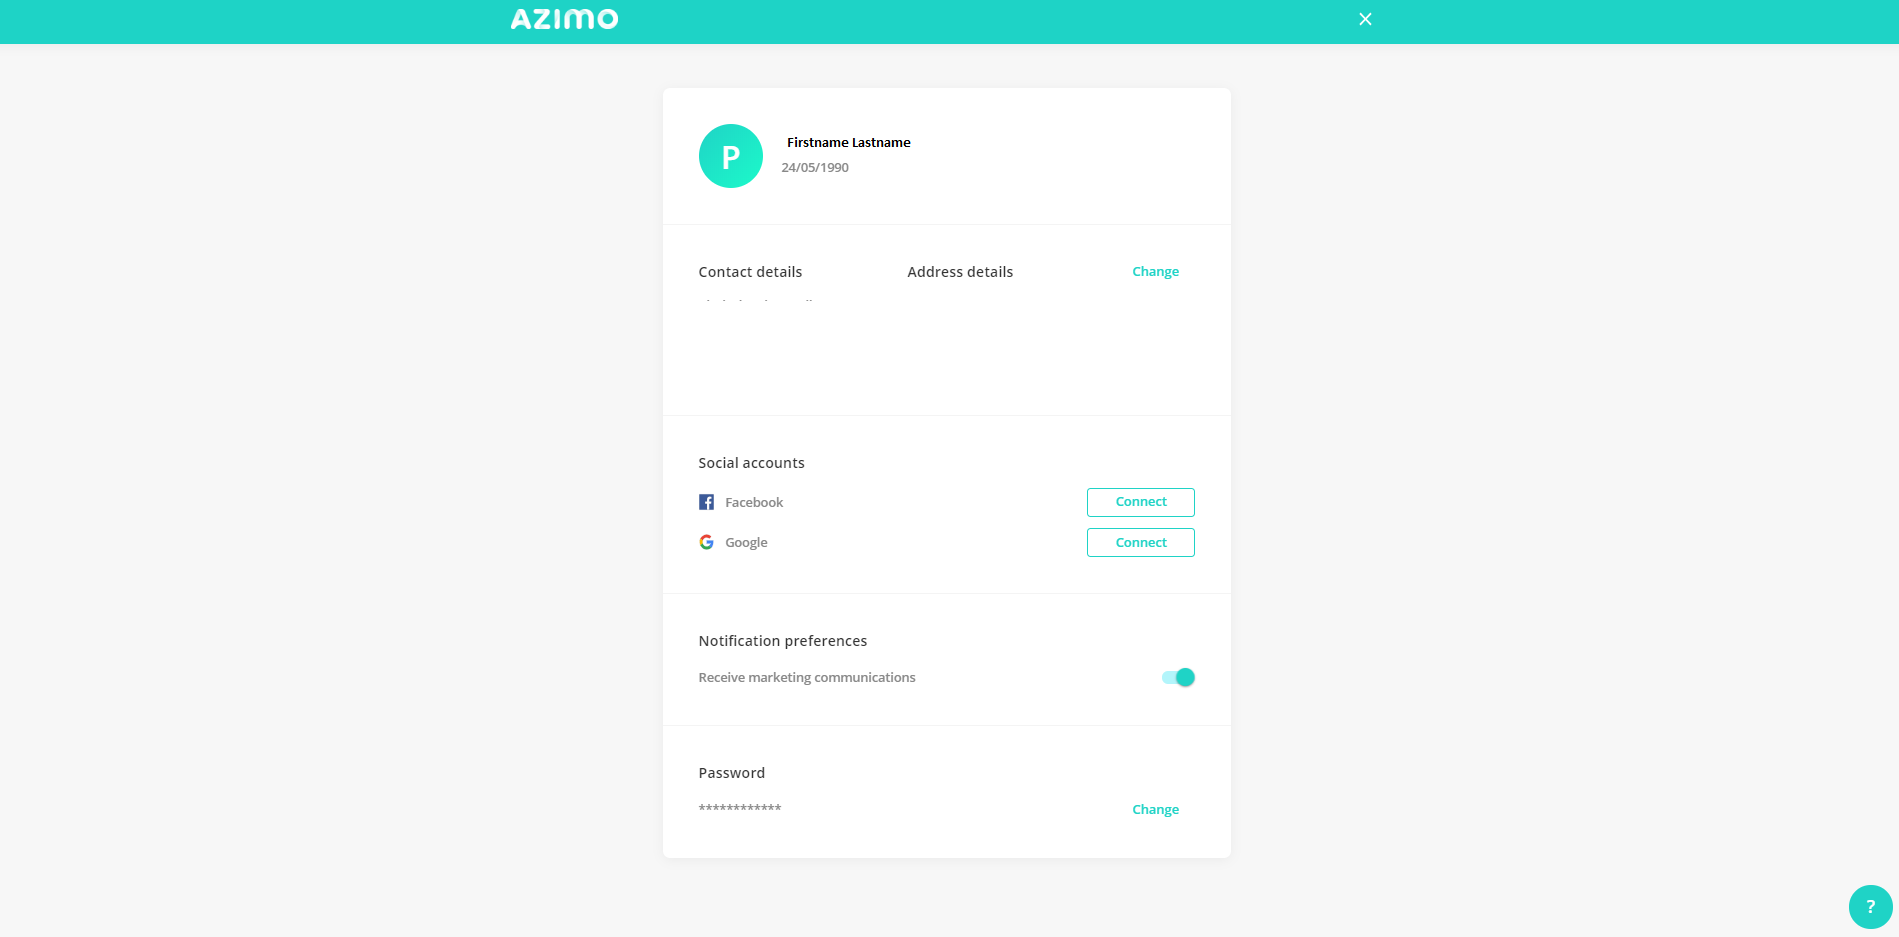 AZIMO
P
Firstname Lastname
24/05/1990
Contact details
Address details
Change
Social accounts
Facebook
Connect
Google
Connect
Notification preferences
Receive marketing communications
Password
************
Change
?